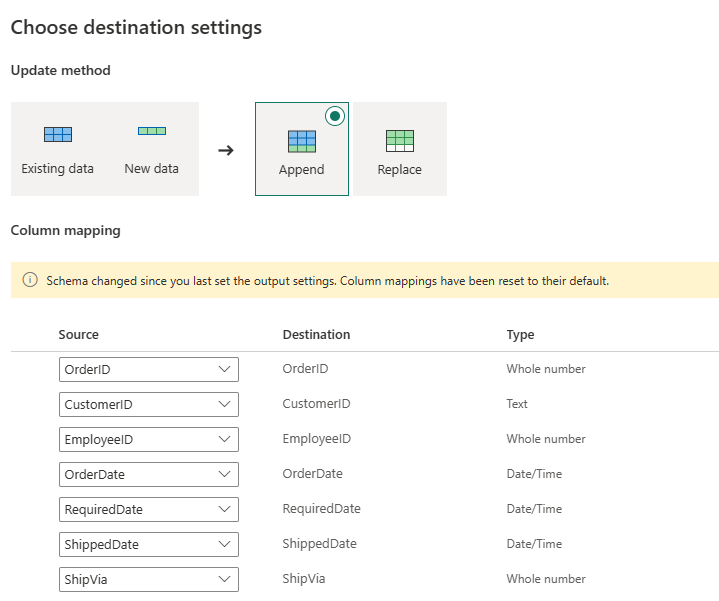 Choose destination settings
Update method
Existing data New data Append Replace
Column mapping
Schema changed since you last set the output settings. Column mappings have been reset to their default.
Source Destination Type
OrderID OrderID Whole number
CustomerID CustomerID Text
EmployeeID EmployeeID Whole number
OrderDate OrderDate Date/Time
RequiredDate RequiredDate Date/Time
ShippedDate ShippedDate Date/Time
ShipVia ShipVia Whole number